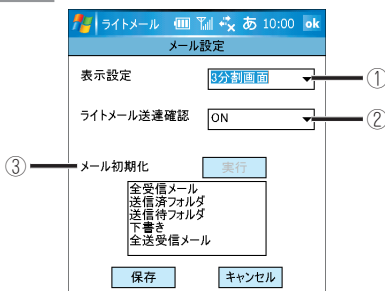 ライトメール あ 10:00 ok
メール設定
表示設定 3分割画面 ①
ライトメール送達確認 ON ②
③ メール初期化 実行
全受信メール
送信済フォルダ
送信待フォルダ
下書き
全送受信メール
保存 キャンセル